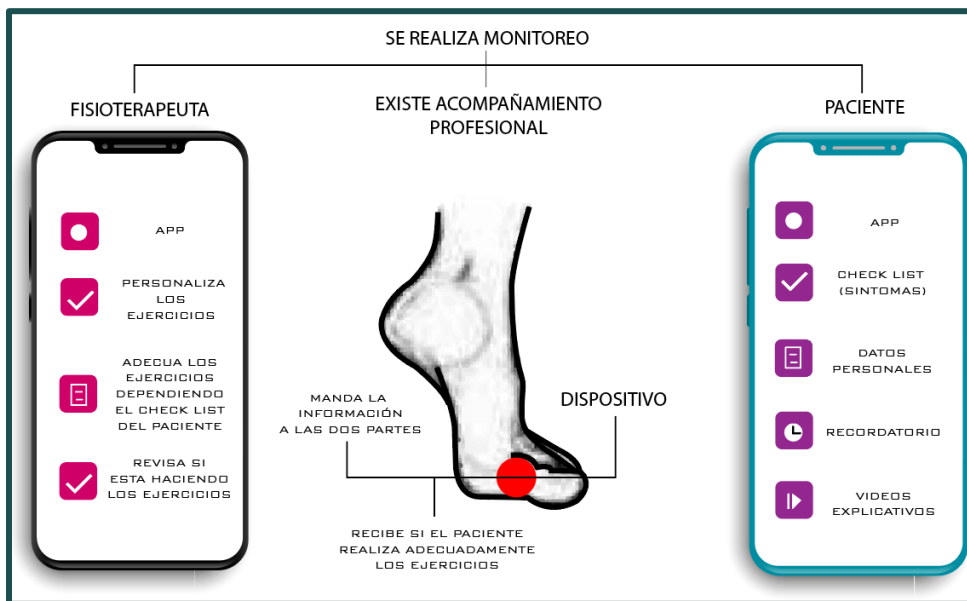 SE REALIZA MONITOREO
FISIOTERAPEUTA
EXISTE ACOMPAÑAMIENTO
PROFESIONAL
PACIENTE
APP
PERSONALIZA
LOS
EJERCICIOS
ADECUA LOS
EJERCICIOS
DEPENDIENDO
EL CHECK LIST
DEL PACIENTE
REVISA SI
ESTA HACIENDO
LOS EJERCICIOS
MANDA LA
INFORMACIÓN
A LAS DOS PARTES
DISPOSITIVO
RECIBE SI EL PACIENTE
REALIZA ADECUADAMENTE
LOS EJERCICIOS
APP
CHECK LIST
(SINTOMAS)
DATOS
PERSONALES
RECORDATORIO
VIDEOS
EXPLICATIVOS